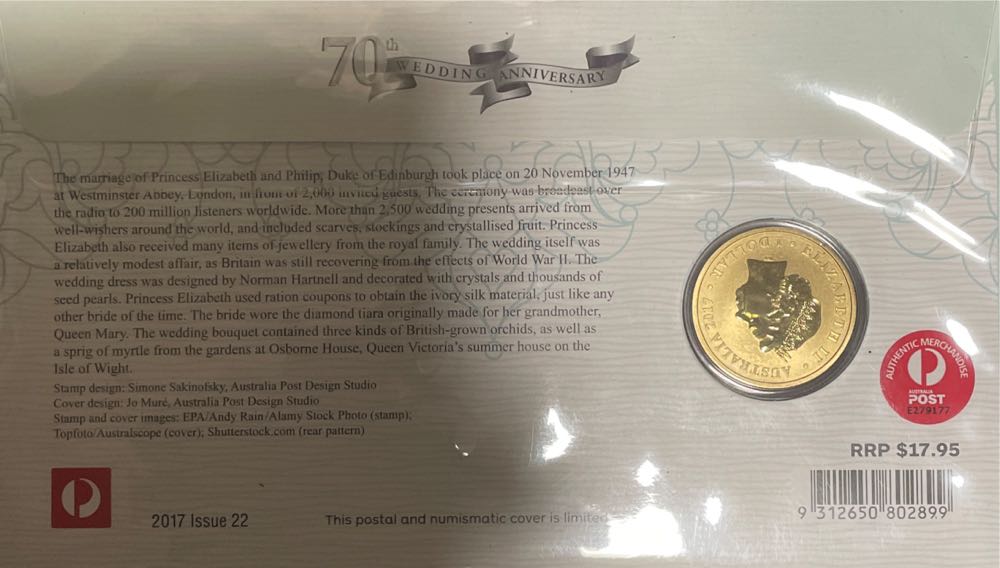 70th WEDDING ANNIVERSARY
The marriage of Princess Elizabeth and Philip, Duke of Edinburgh took place on 20 November 1947
at Westminster Abbey, London, in front of 2,000 invited guests. The ceremony was broadcast over
the radio to 200 million listeners worldwide. More than 2,500 wedding presents arrived from
well-wishers around the world, and included scarves, stockings and crystallised fruit. Princess
Elizabeth also received many items of jewellery from the royal family. The wedding itself was
a relatively modest affair, as Britain was still recovering from the effects of World War II. The
wedding dress was designed by Norman Hartnell and decorated with crystals and thousands of
seed pearls. Princess Elizabeth used ration coupons to obtain the ivory silk material, just like any
other bride of the time. The bride wore the diamond tiara originally made for her grandmother,
Queen Mary. The wedding bouquet contained three kinds of British-grown orchids, as well as
a sprig of myrtle from the gardens at Osborne House, Queen Victoria's summer house on the
Isle of Wight.
Stamp design: Simone Sakinofsky, Australia Post Design Studio
Cover design: Jo Muré, Australia Post Design Studio
Stamp and cover images: EPA/Andy Rain/Alamy Stock Photo (stamp);
Topfoto/Australscope (cover); Shutterstock.com (rear pattern)
ELIZABETH II AUSTRALIA 2017 1 DOLLAR
AUTHENTIC MERCHANDISE
AUSTRALIA
POST
E279177
RRP $17.95
9 312650 802899
2017 Issue 22
This postal and numismatic cover is limited